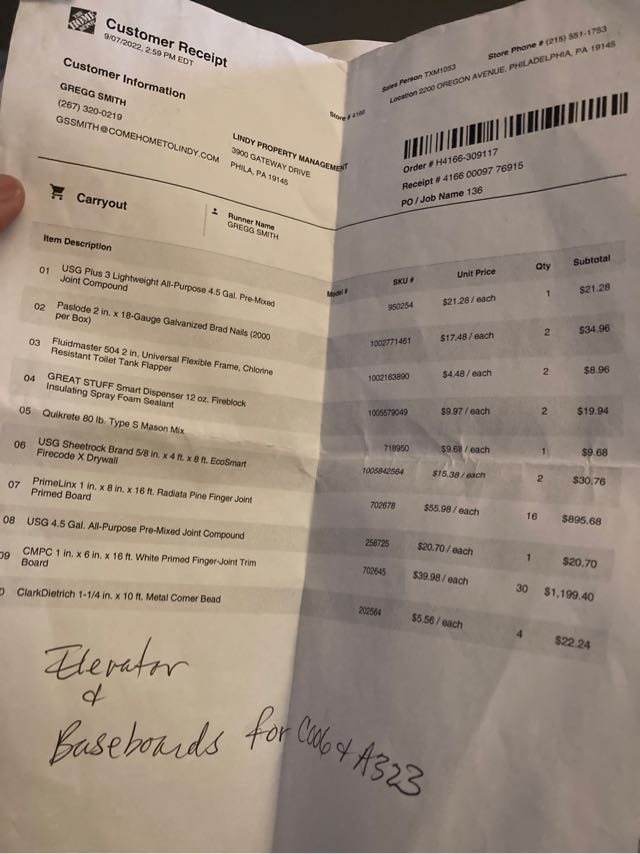 THE HOME DEPOT
Customer Receipt
9/07/2022, 2:59 PM EDT
Store Phone # (215) 551-1753
Sales Person TXM1053
Location 2200 OREGON AVENUE, PHILADELPHIA, PA 19145
Store # 4166
Customer Information
GREGG SMITH
(267) 320-0219
GSSMITH@COMEHOMETOLINDY.COM
LINDY PROPERTY MANAGEMENT
3900 GATEWAY DRIVE
PHILA, PA 19145
Order # H4166-309117
Receipt # 4166 00097 76915
PO / Job Name 136
Carryout
Runner Name
GREGG SMITH
Item Description Model # SKU # Unit Price Qty Subtotal
01 USG Plus 3 Lightweight All-Purpose 4.5 Gal. Pre-Mixed Joint Compound 950254 $21.28 / each 1 $21.28
02 Paslode 2 in. x 18-Gauge Galvanized Brad Nails (2000 per Box) 1002771461 $17.48 / each 2 $34.96
03 Fluidmaster 504 2 in. Universal Flexible Frame, Chlorine Resistant Toilet Tank Flapper 1002163890 $4.48 / each 2 $8.96
04 GREAT STUFF Smart Dispenser 12 oz. Fireblock Insulating Spray Foam Sealant 1005579049 $9.97 / each 2 $19.94
05 Quikrete 80 lb. Type S Mason Mix 718950 $9.68 / each 1 $9.68
06 USG Sheetrock Brand 5/8 in. x 4 ft. x 8 ft. EcoSmart Firecode X Drywall 1005842564 $15.38 / each 2 $30.76
07 PrimeLinx 1 in. x 8 in. x 16 ft. Radiata Pine Finger Joint Primed Board 702678 $55.98 / each 16 $895.68
08 USG 4.5 Gal. All-Purpose Pre-Mixed Joint Compound 258725 $20.70 / each 1 $20.70
09 CMPC 1 in. x 6 in. x 16 ft. White Primed Finger-Joint Trim Board 702645 $39.98 / each 30 $1,199.40
0 ClarkDietrich 1-1/4 in. x 10 ft. Metal Corner Bead 202564 $5.56 / each 4 $22.24
Elevator
&
Baseboards for C006 & A323